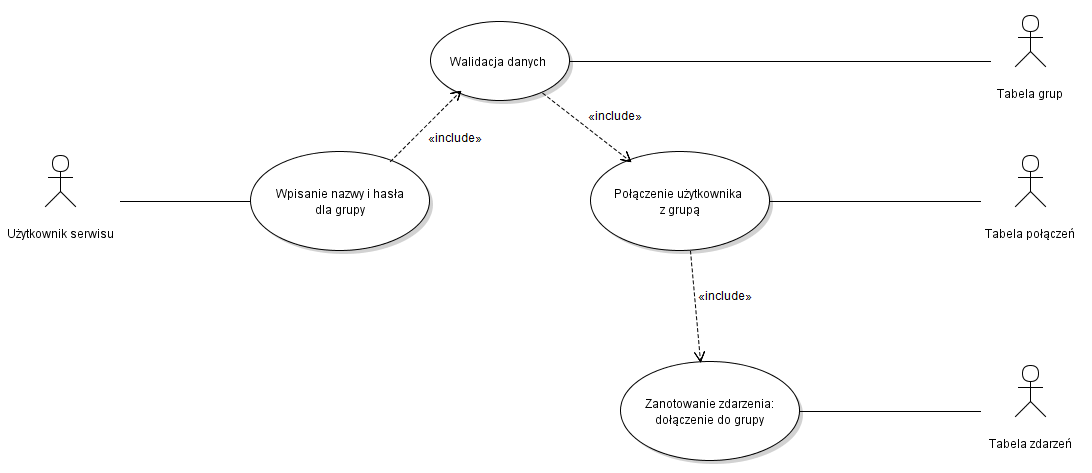 Walidacja danych
Tabela grup
«include»
«include»
Użytkownik serwisu
Wpisanie nazwy i hasła
dla grupy
Połączenie użytkownika
z grupą
Tabela połączeń
«include»
Zanotowanie zdarzenia:
dołączenie do grupy
Tabela zdarzeń